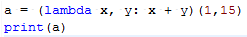 a = (lambda x, y: x + y)(1,15)
print(a)